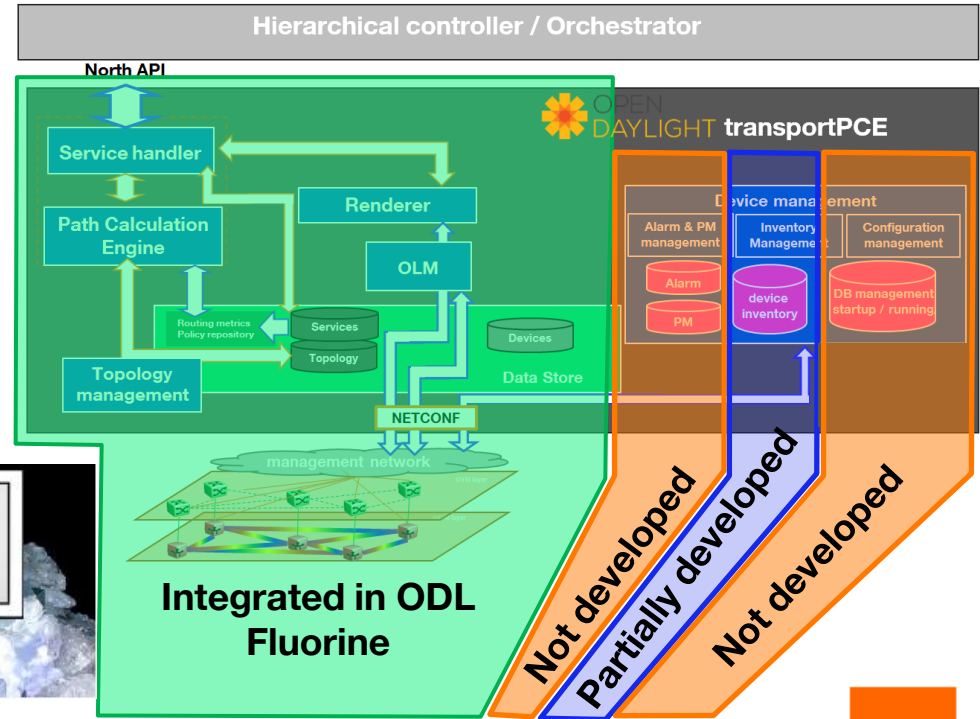 Hierarchical controller / Orchestrator
North API
OPEN
DAYLIGHT transportPCE
Service handler
Renderer
Path Calculation
Engine
OLM
Device management
Alarm & PM
management
Inventory
Management
Configuration
management
Alarm
PM
device
inventory
DB management
startup / running
Routing metrics
Policy repository
Services
Topology
Devices
Topology
management
Data Store
NETCONF
management network
Integrated in ODL
Fluorine
Not developed
Partially developed
Not developed